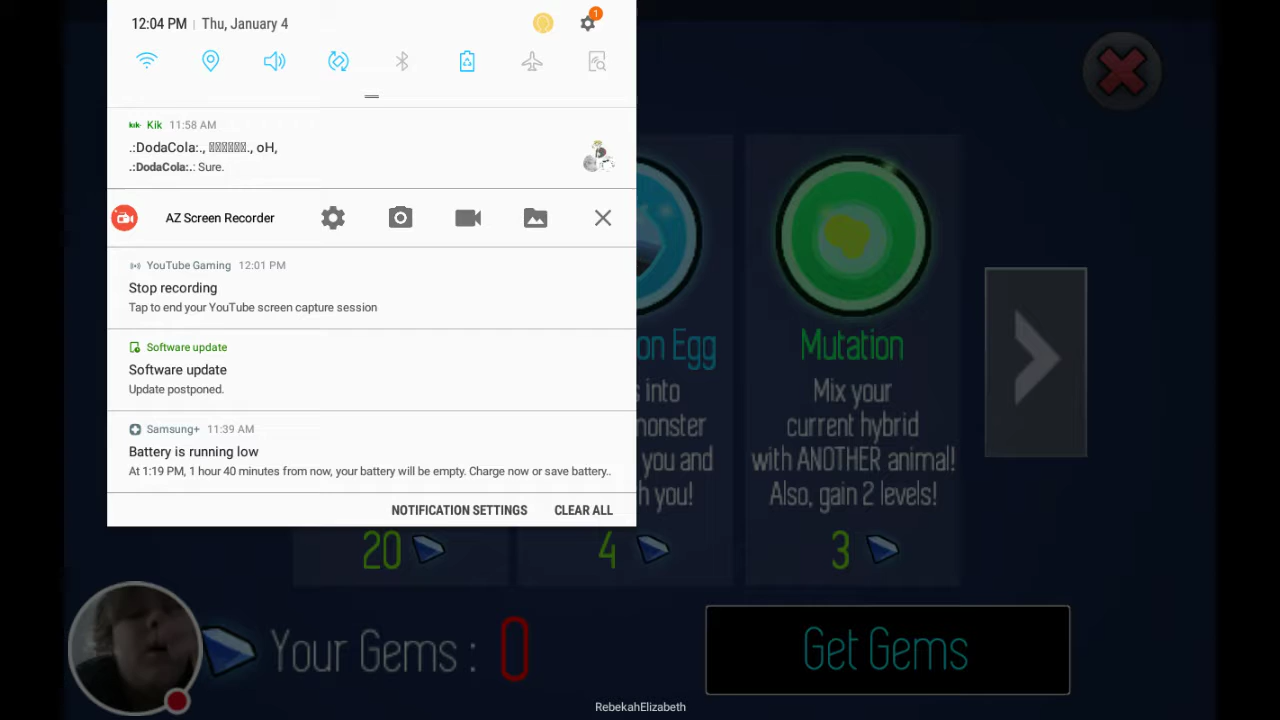 12:04 PM | Thu, January 4
1
kik Kik 11:58 AM
.:DodaCola:., ., oH,
.:DodaCola:.: Sure.
AZ Screen Recorder
YouTube Gaming 12:01 PM
Stop recording
Tap to end your YouTube screen capture session
Software update
Software update
Update postponed.
Samsung+ 11:39 AM
Battery is running low
At 1:19 PM, 1 hour 40 minutes from now, your battery will be empty. Charge now or save battery..
NOTIFICATION SETTINGS CLEAR ALL
on Egg
into
you and
h you!
4
Mutation
Mix your
current hybrid
with ANOTHER animal!
Also, gain 2 levels!
3
20
Your Gems : 0
Get Gems
RebekahElizabeth